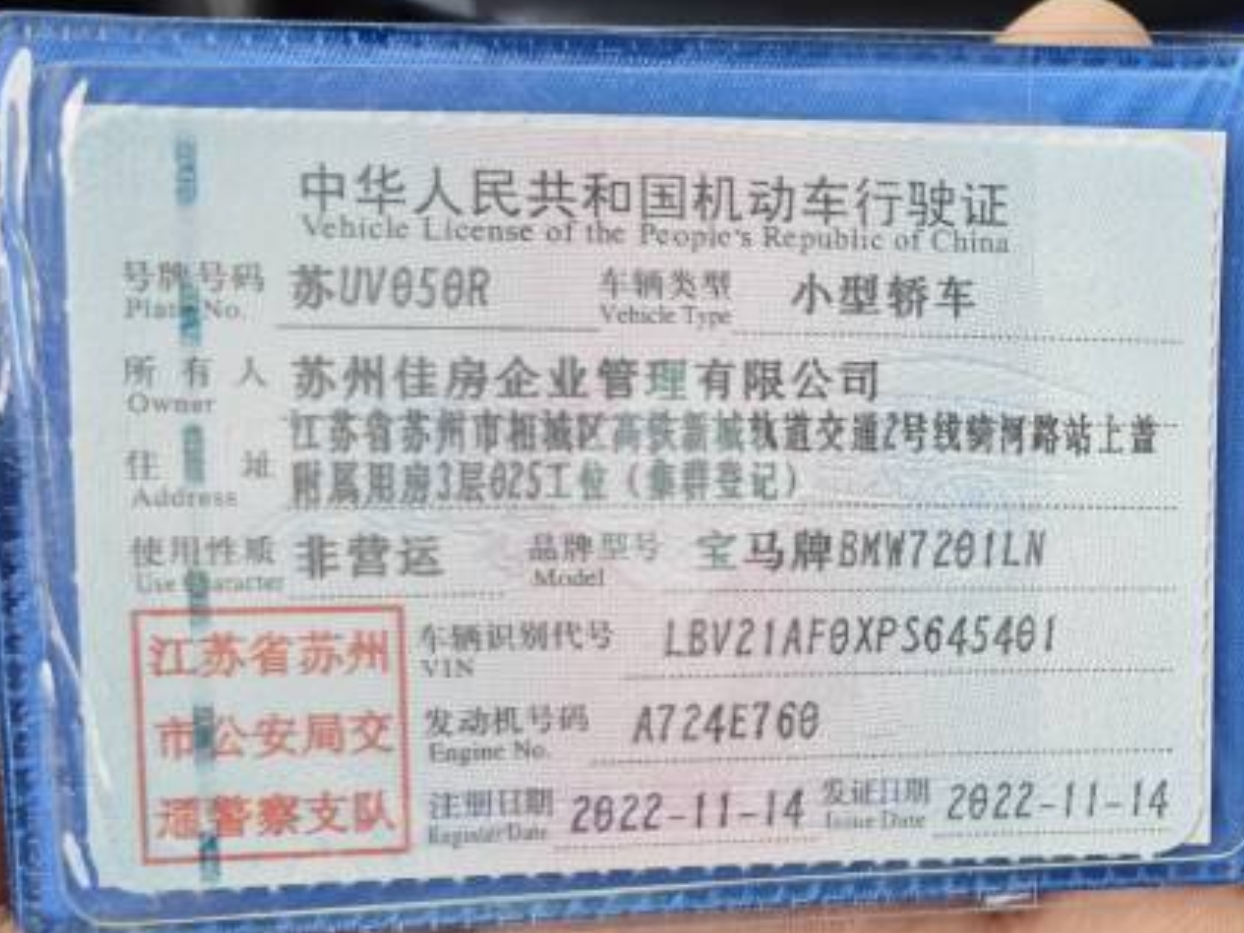 中华人民共和国机动车行驶证
Vehicle License of the People's Republic of China
号牌号码 苏UV050R 车辆类型 小型轿车
Plate No. Vehicle Type
所有人 苏州佳房企业管理有限公司
Owner
江苏省苏州市相城区高铁新城轨道交通2号线骑河路站上盖
住址 附属用房3层025工位(集群登记)
Address
使用性质 非营运 品牌型号 宝马牌BMW7201LN
Use Character Model
江苏省苏州
市公安局交
通警察支队
车辆识别代号 LBV21AF0XPS645401
VIN
发动机号码 A724E760
Engine No.
注册日期 2022-11-14 发证日期 2022-11-14
Register Date Issue Date